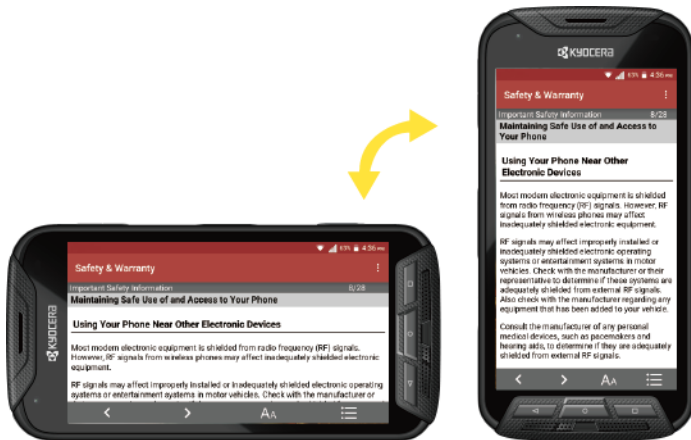 KYOCERA
63% 4:36 PM
Safety & Warranty
Important Safety Information 8/28
Maintaining Safe Use of and Access to
Your Phone
Using Your Phone Near Other
Electronic Devices
Most modern electronic equipment is shielded
from radio frequency (RF) signals. However, RF
signals from wireless phones may affect
inadequately shielded electronic equipment.
RF signals may affect improperly installed or
inadequately shielded electronic operating
systems or entertainment systems in motor
vehicles. Check with the manufacturer or their
representative to determine if these systems are
adequately shielded from external RF signals.
Also check with the manufacturer regarding any
equipment that has been added to your vehicle.
Consult the manufacturer of any personal
medical devices, such as pacemakers and
hearing aids, to determine if they are adequately
shielded from external RF signals.
AA
KYOCERA
63% 4:36 PM
Safety & Warranty
Important Safety Information 8/28
Maintaining Safe Use of and Access to Your Phone
Using Your Phone Near Other Electronic Devices
Most modern electronic equipment is shielded from radio frequency (RF) signals.
However, RF signals from wireless phones may affect inadequately shielded electronic
equipment.
RF signals may affect improperly installed or inadequately shielded electronic operating
systems or entertainment systems in motor vehicles. Check with the manufacturer or
AA